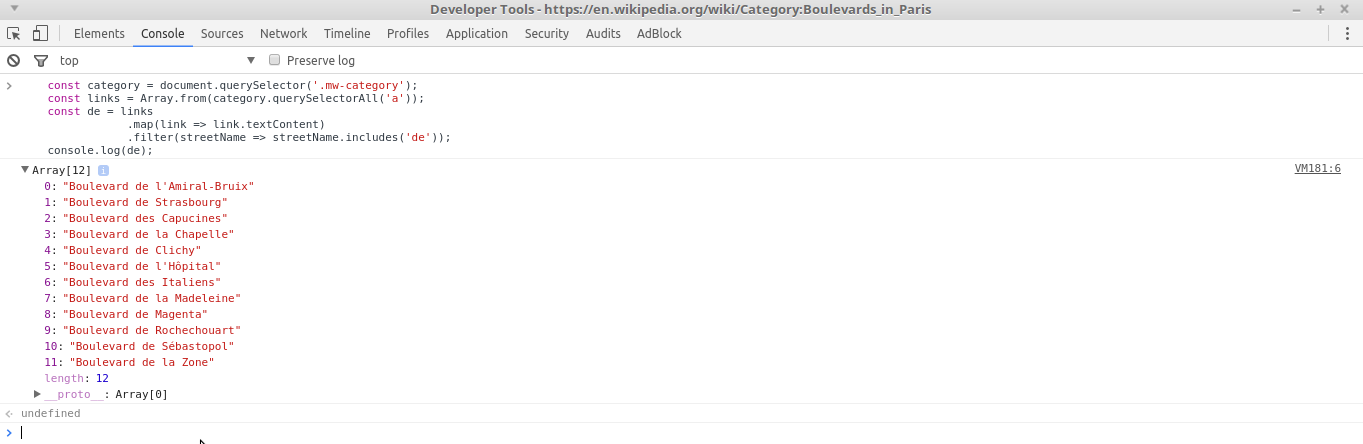 Developer Tools - https://en.wikipedia.org/wiki/Category:Boulevards_in_Paris
Elements Console Sources Network Timeline Profiles Application Security Audits AdBlock
top Preserve log
const category = document.querySelector('.mw-category');
const links = Array.from(category.querySelectorAll('a'));
const de = links
.map(link => link.textContent)
.filter(streetName => streetName.includes('de'));
console.log(de);
Array[12] i VM181:6
0: "Boulevard de l'Amiral-Bruix"
1: "Boulevard de Strasbourg"
2: "Boulevard des Capucines"
3: "Boulevard de la Chapelle"
4: "Boulevard de Clichy"
5: "Boulevard de l'Hôpital"
6: "Boulevard des Italiens"
7: "Boulevard de la Madeleine"
8: "Boulevard de Magenta"
9: "Boulevard de Rochechouart"
10: "Boulevard de Sébastopol"
11: "Boulevard de la Zone"
length: 12
__proto__: Array[0]
undefined